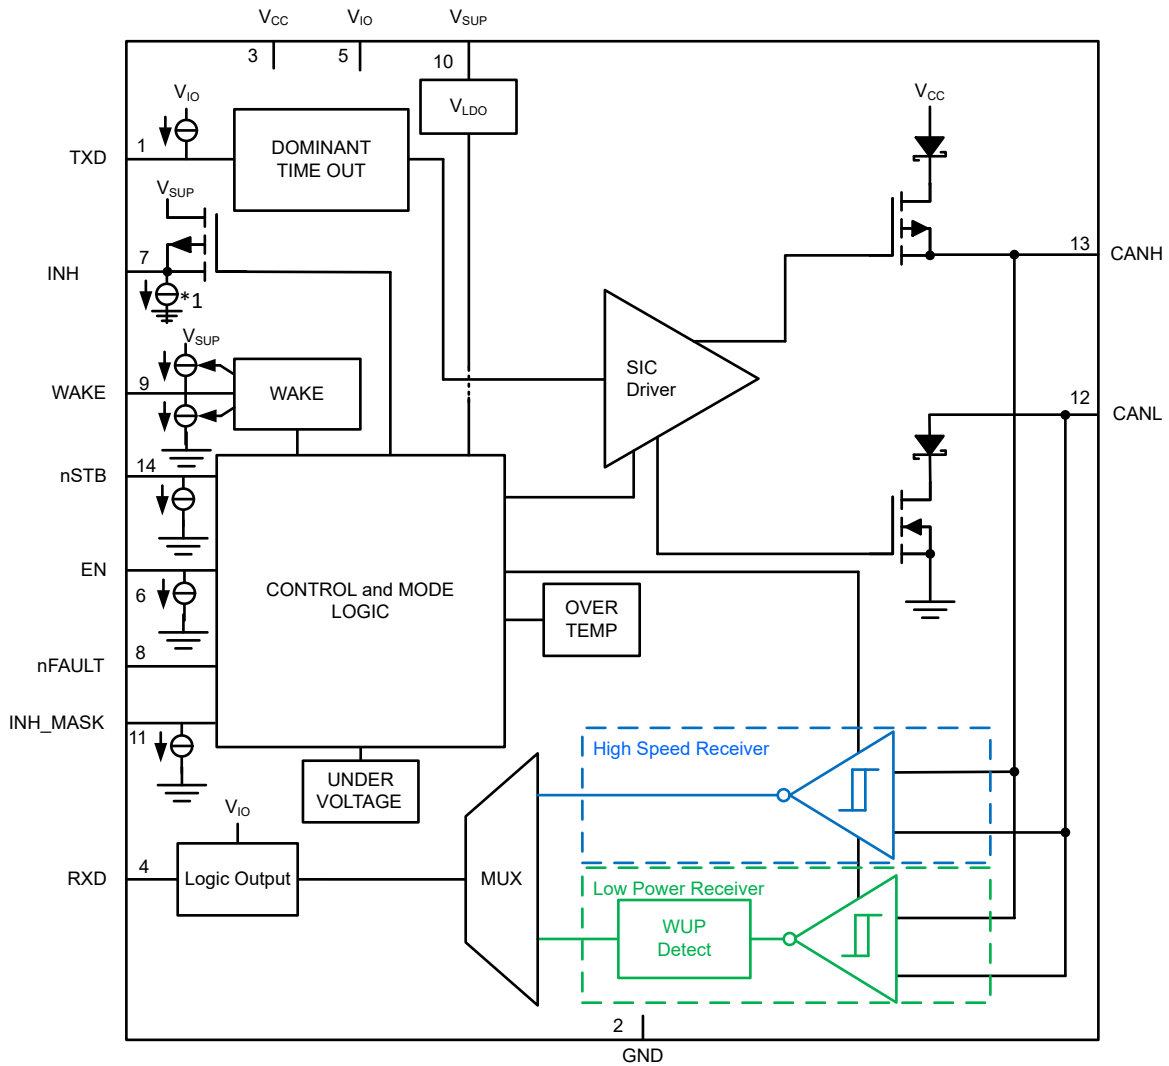 VCC
VIO
VSUP
3
5
10
VIO
VLDO
VCC
TXD
1
DOMINANT
TIME OUT
VSUP
7
INH
*1
13
CANH
VSUP
SIC
Driver
WAKE
9
WAKE
12
CANL
nSTB
14
EN
6
CONTROL and MODE
LOGIC
OVER
TEMP
nFAULT
8
INH_MASK
11
High Speed Receiver
UNDER
VOLTAGE
VIO
RXD
4
Logic Output
MUX
Low Power Receiver
WUP
Detect
2
GND